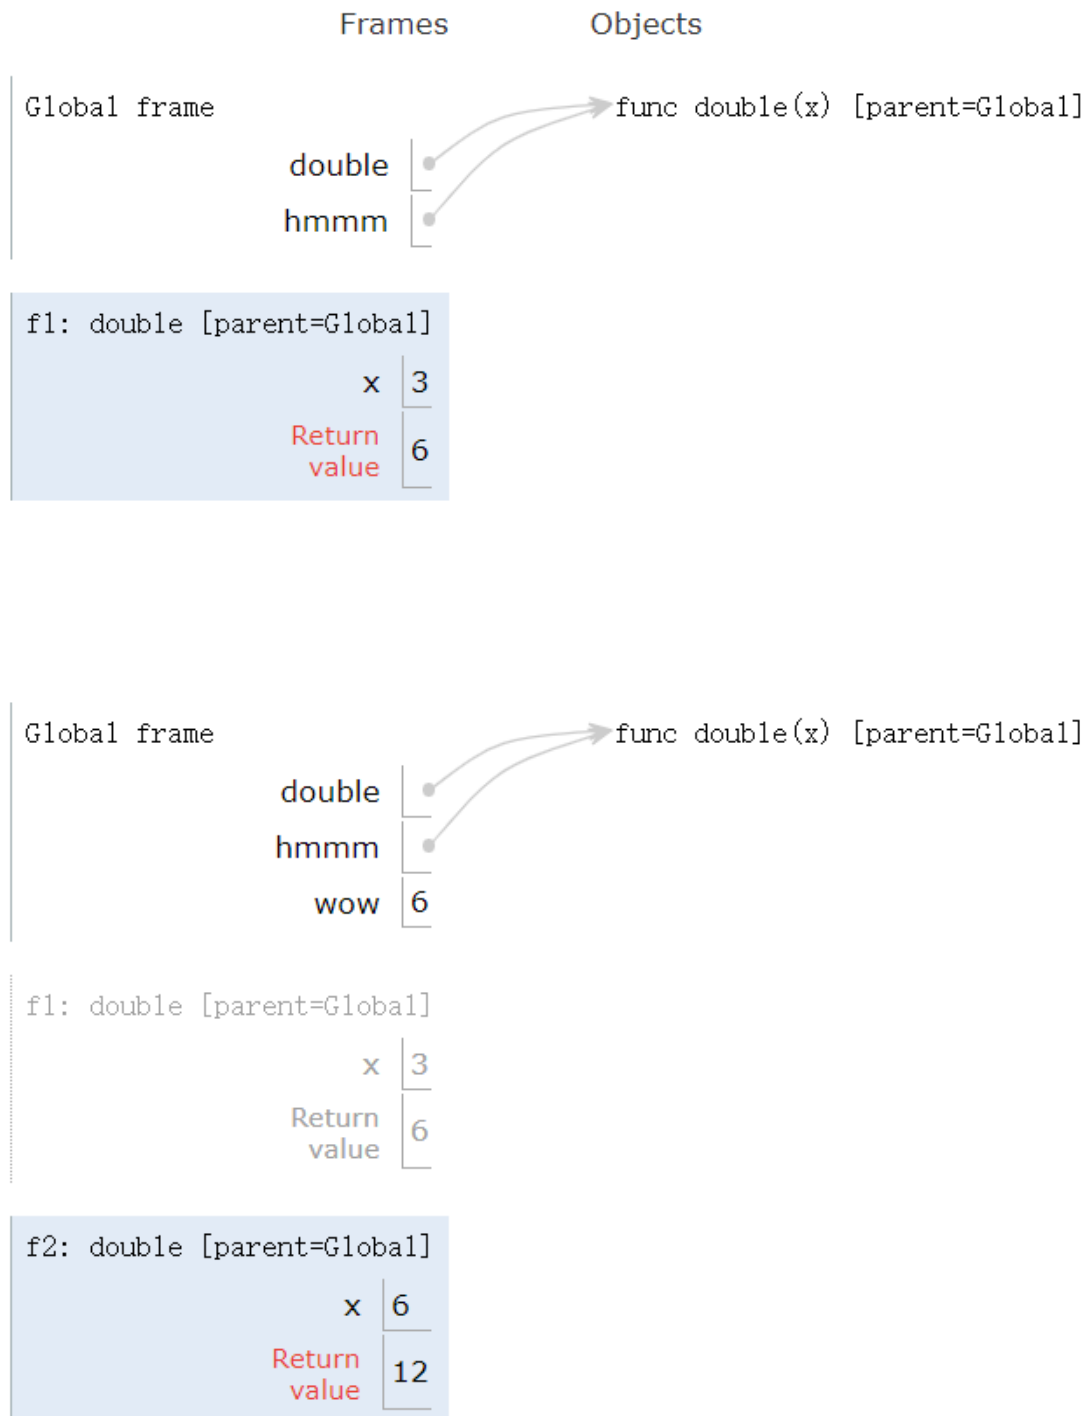 Frames Objects
Global frame func double(x) [parent=Global]
double
hmmm
f1: double [parent=Global]
x 3
Return
value 6
Global frame func double(x) [parent=Global]
double
hmmm
wow 6
f1: double [parent=Global]
x 3
Return
value 6
f2: double [parent=Global]
x 6
Return
value 12